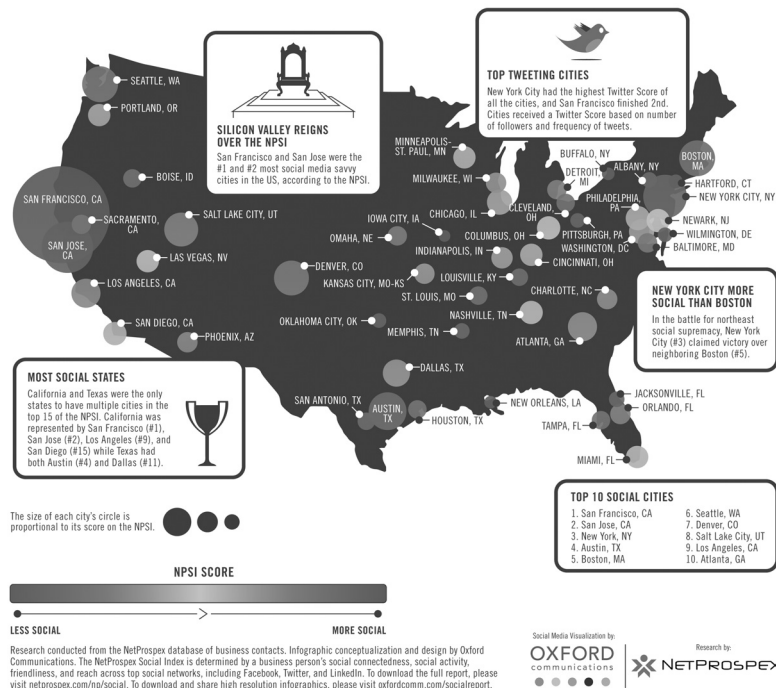 SILICON VALLEY REIGNS
OVER THE NPSI
San Francisco and San Jose were the
#1 and #2 most social media savvy
cities in the US, according to the NPSI.
TOP TWEETING CITIES
New York City had the highest Twitter Score of
all the cities, and San Francisco finished 2nd.
Cities received a Twitter Score based on number
of followers and frequency of tweets.
SEATTLE, WA
PORTLAND, OR
BOISE, ID
SAN FRANCISCO, CA
SACRAMENTO,
CA
SAN JOSE,
CA
SALT LAKE CITY, UT
LAS VEGAS, NV
LOS ANGELES, CA
SAN DIEGO, CA
PHOENIX, AZ
DENVER, CO
MINNEAPOLIS-
ST. PAUL, MN
MILWAUKEE, WI
CHICAGO, IL
IOWA CITY, IA
OMAHA, NE
KANSAS CITY, MO-KS
ST. LOUIS, MO
OKLAHOMA CITY, OK
MEMPHIS, TN
NASHVILLE, TN
LOUISVILLE, KY
INDIANAPOLIS, IN
COLUMBUS, OH
CINCINNATI, OH
CLEVELAND,
OH
DETROIT,
MI
BUFFALO, NY
ALBANY, NY
BOSTON,
MA
HARTFORD, CT
NEW YORK CITY, NY
PHILADELPHIA,
PA
NEWARK, NJ
PITTSBURGH, PA
WILMINGTON, DE
WASHINGTON, DC
BALTIMORE, MD
CHARLOTTE, NC
ATLANTA, GA
DALLAS, TX
SAN ANTONIO, TX
AUSTIN,
TX
HOUSTON, TX
NEW ORLEANS, LA
JACKSONVILLE, FL
ORLANDO, FL
TAMPA, FL
MIAMI, FL
NEW YORK CITY MORE
SOCIAL THAN BOSTON
In the battle for northeast
social supremacy, New York
City (#3) claimed victory over
neighboring Boston (#5).
MOST SOCIAL STATES
California and Texas were the only
states to have multiple cities in the
top 15 of the NPSI. California was
represented by San Francisco (#1),
San Jose (#2), Los Angeles (#9), and
San Diego (#15) while Texas had
both Austin (#4) and Dallas (#11).
TOP 10 SOCIAL CITIES
1. San Francisco, CA
2. San Jose, CA
3. New York, NY
4. Austin, TX
5. Boston, MA
6. Seattle, WA
7. Denver, CO
8. Salt Lake City, UT
9. Los Angeles, CA
10. Atlanta, GA
The size of each city's circle is
proportional to its score on the NPSI.
NPSI SCORE
LESS SOCIAL
MORE SOCIAL
Research conducted from the NetProspex database of business contacts. Infographic conceptualization and design by Oxford
Communications. The NetProspex Social Index is determined by a business person's social connectedness, social activity,
friendliness, and reach across top social networks, including Facebook, Twitter, and LinkedIn. To download the full report, please
visit netprospex.com/np/social. To download and share high resolution infographics, please visit oxfordcomm.com/socialreport.
Social Media Visualization by:
OXFORD
communications
Research by:
NETPROSPEX